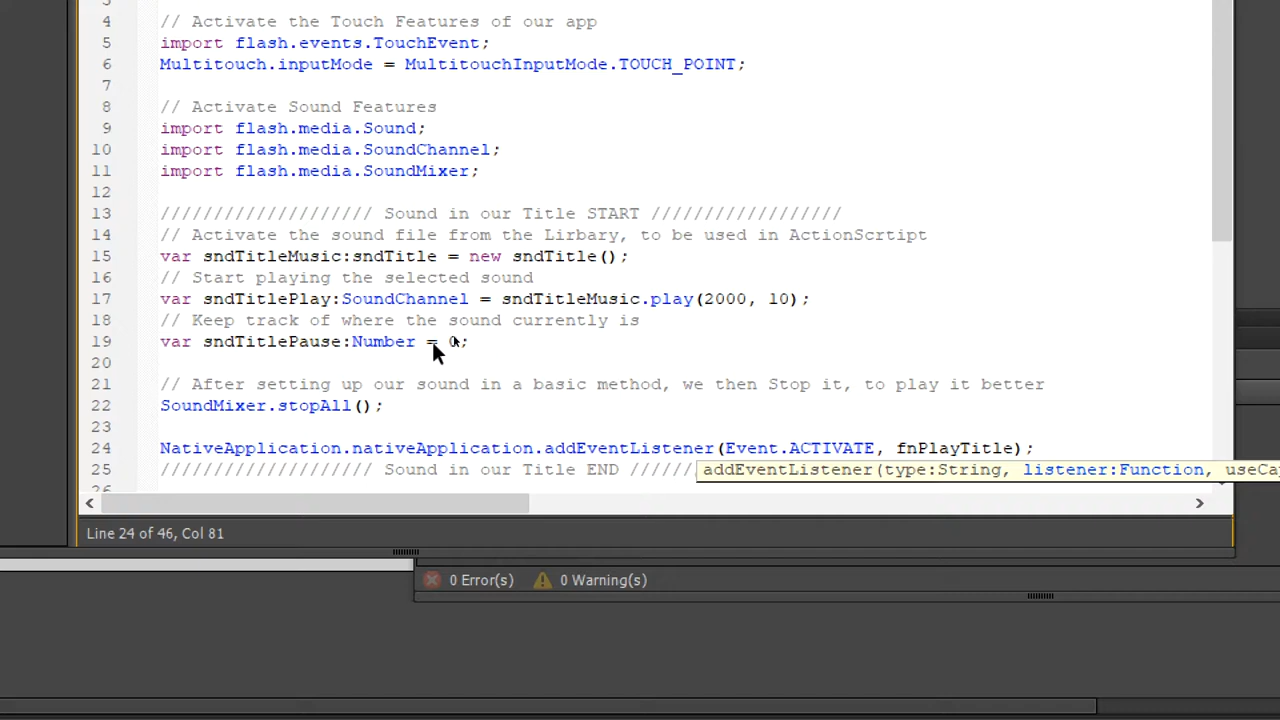 4 // Activate the Touch Features of our app
5 import flash.events.TouchEvent;
6 Multitouch.inputMode = MultitouchInputMode.TOUCH_POINT;
7
8 // Activate Sound Features
9 import flash.media.Sound;
10 import flash.media.SoundChannel;
11 import flash.media.SoundMixer;
12
13 //////////////////// Sound in our Title START //////////////////
14 // Activate the sound file from the Lirbary, to be used in ActionScrtipt
15 var sndTitleMusic:sndTitle = new sndTitle();
16 // Start playing the selected sound
17 var sndTitlePlay:SoundChannel = sndTitleMusic.play(2000, 10);
18 // Keep track of where the sound currently is
19 var sndTitlePause:Number = 0;
20
21 // After setting up our sound in a basic method, we then Stop it, to play it better
22 SoundMixer.stopAll();
23
24 NativeApplication.nativeApplication.addEventListener(Event.ACTIVATE, fnPlayTitle);
25 //////////////////// Sound in our Title END //////
addEventListener(type:String, listener:Function, useCa
26
Line 24 of 46, Col 81
0 Error(s) 0 Warning(s)